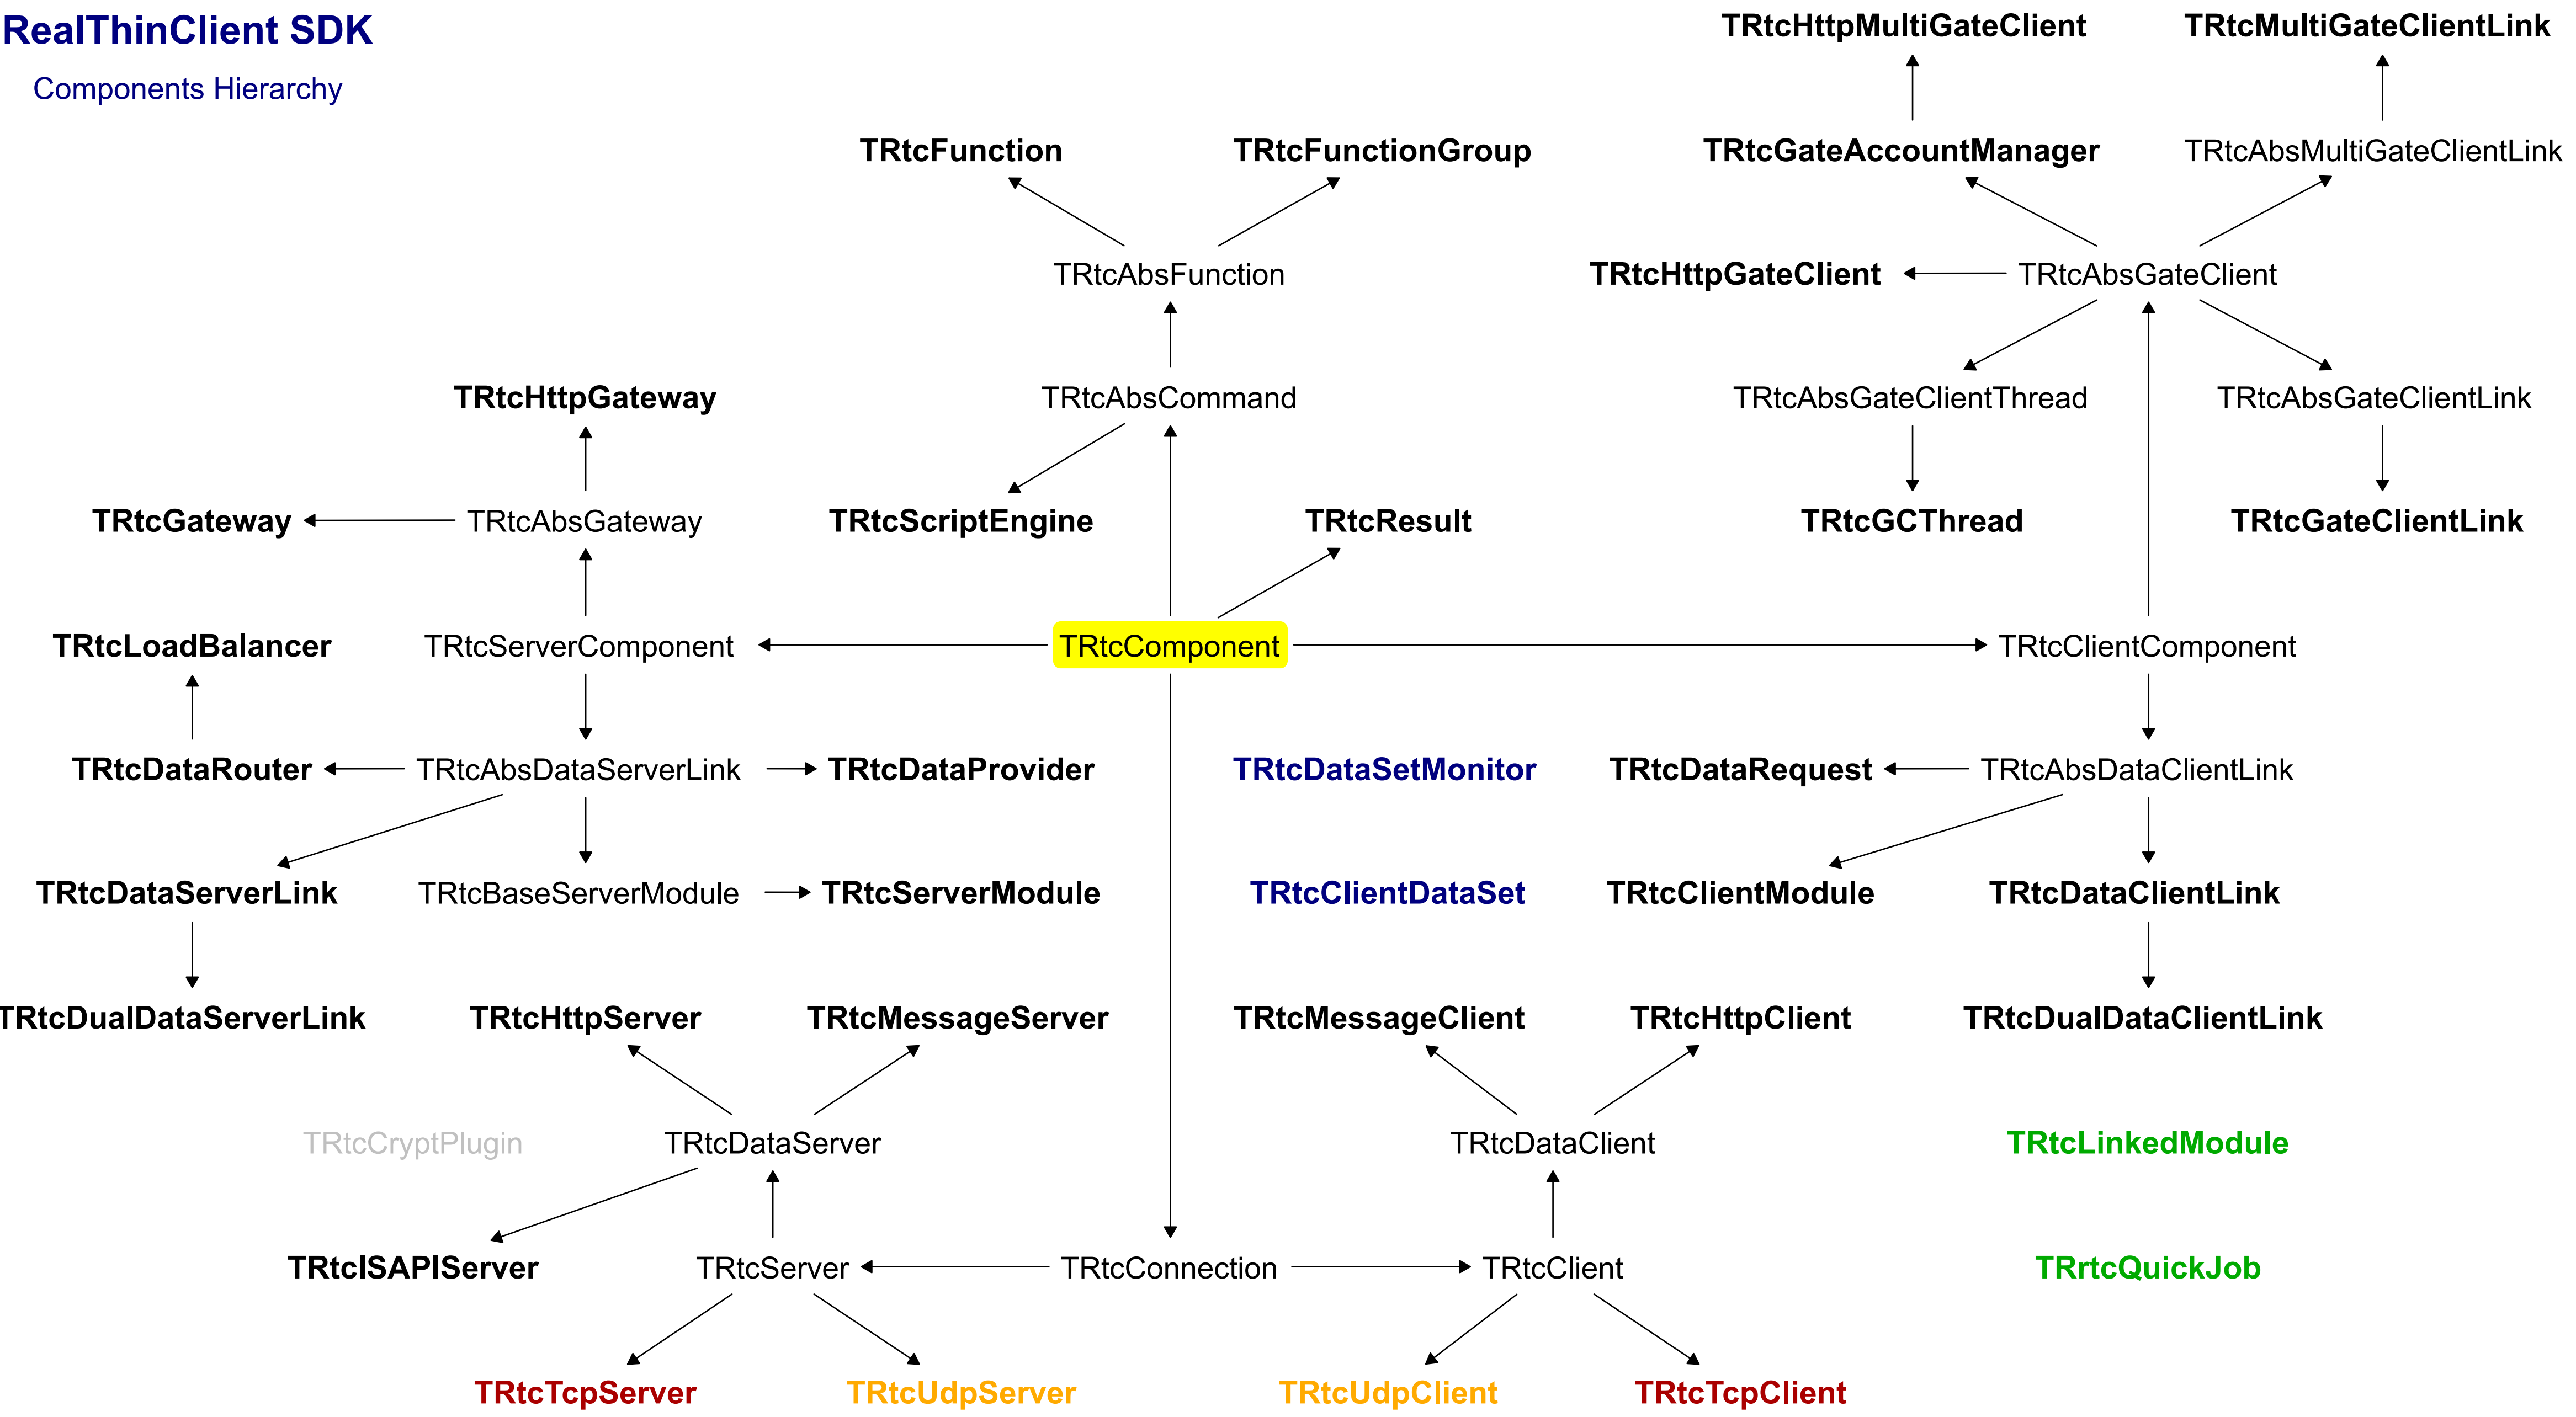 RealThinClient SDK
Components Hierarchy
TRtcHttpMultiGateClient
TRtcMultiGateClientLink
TRtcFunction
TRtcFunctionGroup
TRtcGateAccountManager
TRtcAbsMultiGateClientLink
TRtcAbsFunction
TRtcHttpGateClient
TRtcAbsGateClient
TRtcHttpGateway
TRtcAbsCommand
TRtcAbsGateClientThread
TRtcAbsGateClientLink
TRtcGateway
TRtcAbsGateway
TRtcScriptEngine
TRtcResult
TRtcGCThread
TRtcGateClientLink
TRtcLoadBalancer
TRtcServerComponent
TRtcComponent
TRtcClientComponent
TRtcDataRouter
TRtcAbsDataServerLink
TRtcDataProvider
TRtcDataSetMonitor
TRtcDataRequest
TRtcAbsDataClientLink
TRtcDataServerLink
TRtcBaseServerModule
TRtcServerModule
TRtcClientDataSet
TRtcClientModule
TRtcDataClientLink
TRtcDualDataServerLink
TRtcHttpServer
TRtcMessageServer
TRtcMessageClient
TRtcHttpClient
TRtcDualDataClientLink
TRtcCryptPlugin
TRtcDataServer
TRtcDataClient
TRtcLinkedModule
TRtcISAPIServer
TRtcServer
TRtcConnection
TRtcClient
TRrtcQuickJob
TRtcTcpServer
TRtcUdpServer
TRtcUdpClient
TRtcTcpClient